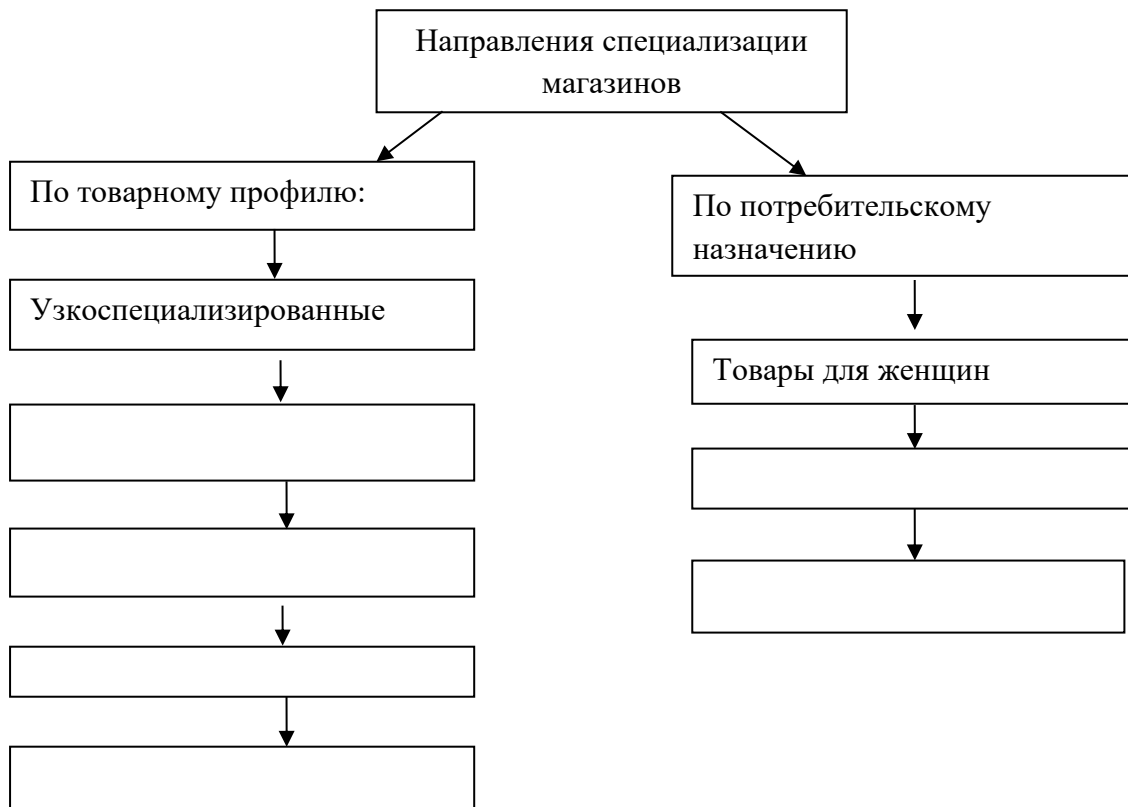 Направления специализации
магазинов
По товарному профилю:
По потребительскому
назначению
Узкоспециализированные
Товары для женщин